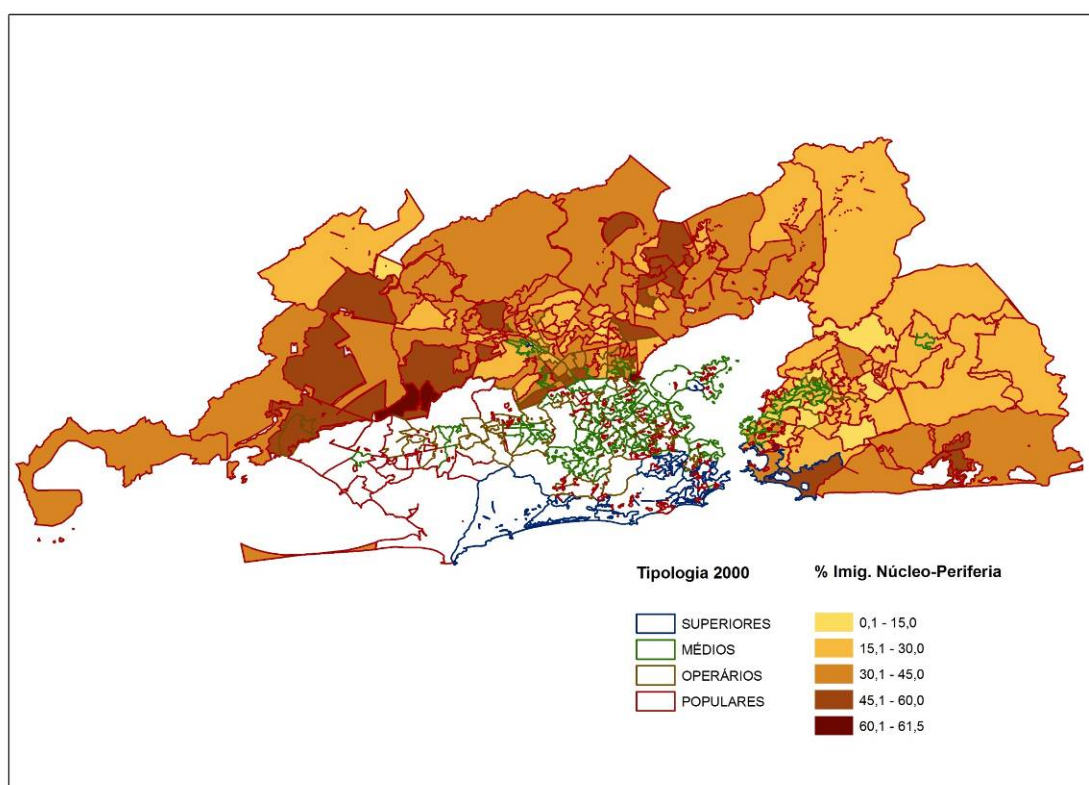 Tipologia 2000
SUPERIORES
MÉDIOS
OPERÁRIOS
POPULARES
% Imig. Núcleo-Periferia
0,1 - 15,0
15,1 - 30,0
30,1 - 45,0
45,1 - 60,0
60,1 - 61,5